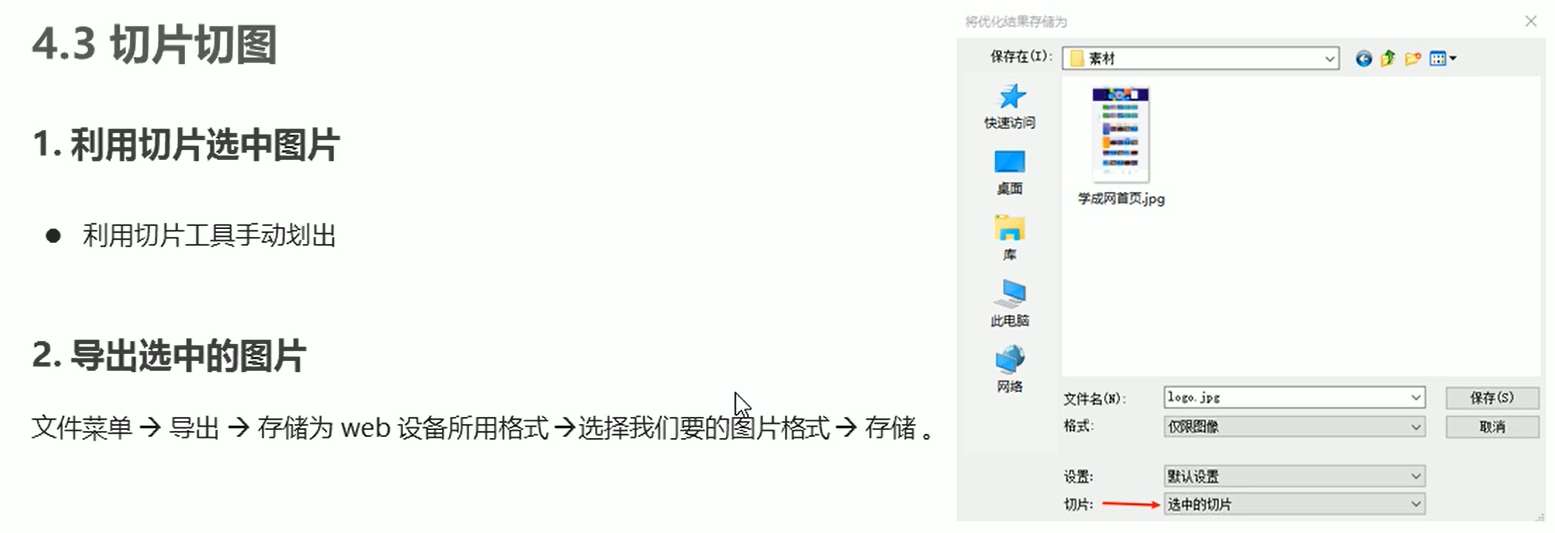 4.3 切片切图
1. 利用切片选中图片
● 利用切片工具手动划出
2. 导出选中的图片
文件菜单 → 导出 → 存储为 web 设备所用格式 →选择我们要的图片格式 → 存储 。
将优化结果存储为
保存在(I):
素材
快速访问
桌面
库
此电脑
网络
学成网首页.jpg
文件名(N):
logo.jpg
保存(S)
格式:
仅限图像
取消
设置:
默认设置
切片:
选中的切片